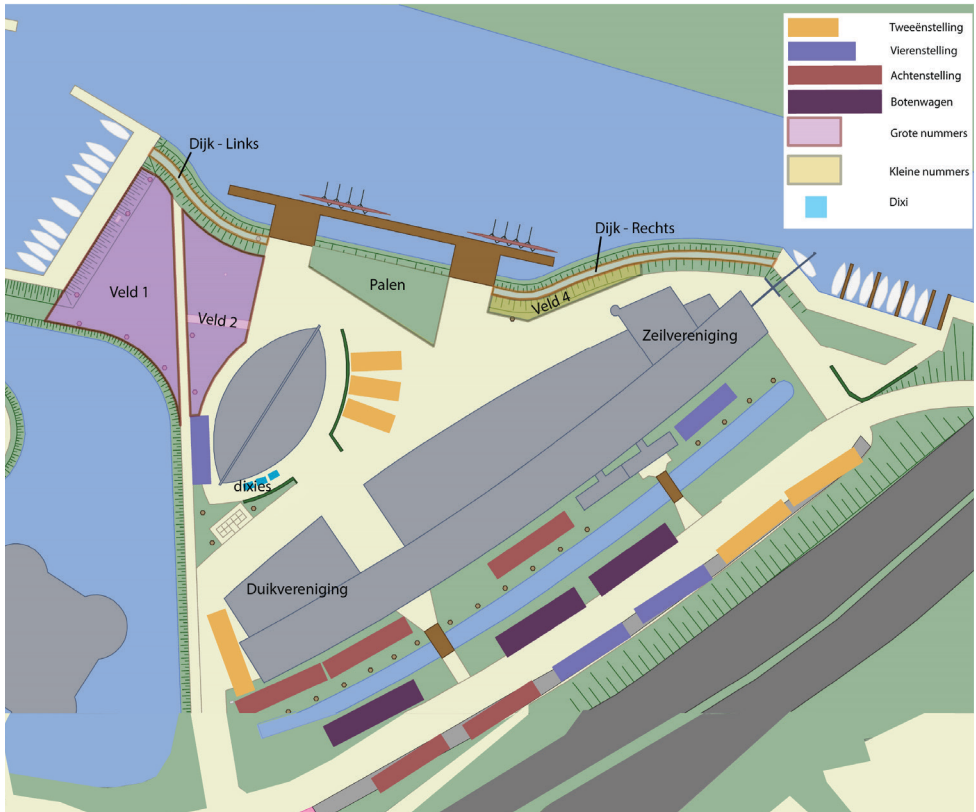 Tweeënstelling
Vierenstelling
Achtenstelling
Botenwagen
Grote nummers
Kleine nummers
Dixi
Dijk - Links
Dijk - Rechts
Veld 1
Palen
Veld 4
Veld 2
Zeilvereniging
dixies
Duikvereniging